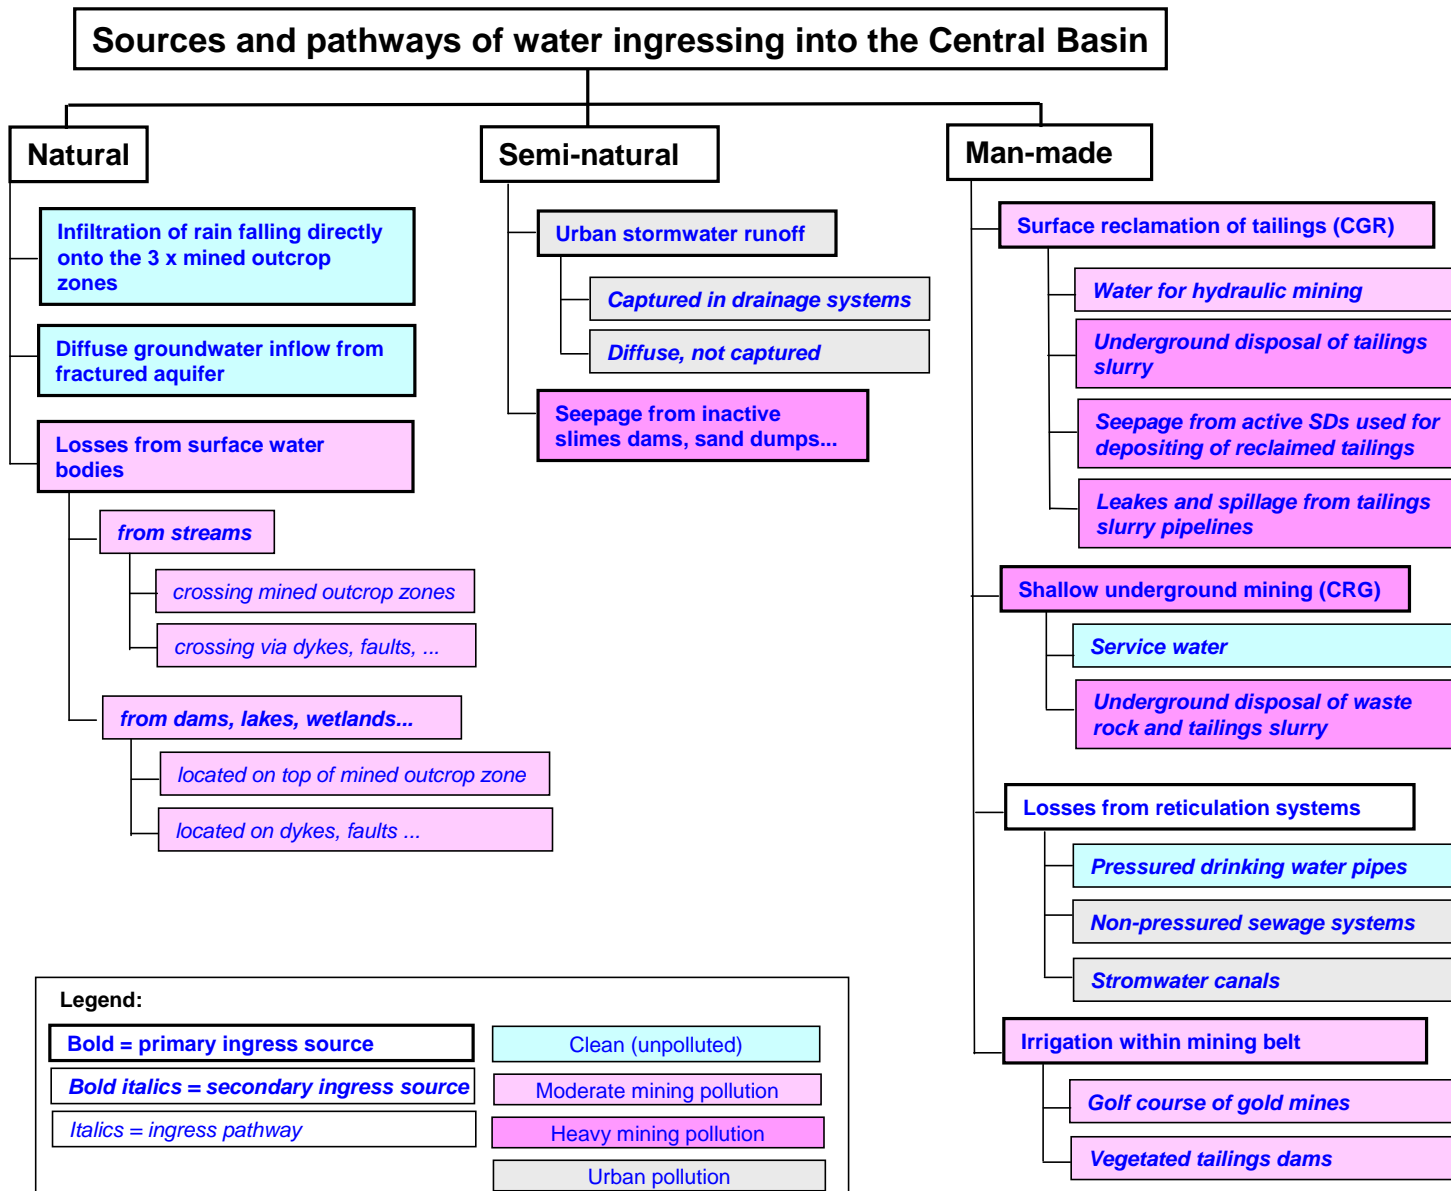 Sources and pathways of water ingressing into the Central Basin
Natural
Infiltration of rain falling directly
onto the 3 x mined outcrop
zones
Diffuse groundwater inflow from
fractured aquifer
Losses from surface water
bodies
from streams
crossing mined outcrop zones
crossing via dykes, faults, ...
from dams, lakes, wetlands...
located on top of mined outcrop zone
located on dykes, faults ...
Semi-natural
Urban stormwater runoff
Captured in drainage systems
Diffuse, not captured
Seepage from inactive
slimes dams, sand dumps...
Man-made
Surface reclamation of tailings (CGR)
Water for hydraulic mining
Underground disposal of tailings
slurry
Seepage from active SDs used for
depositing of reclaimed tailings
Leakes and spillage from tailings
slurry pipelines
Shallow underground mining (CRG)
Service water
Underground disposal of waste
rock and tailings slurry
Losses from reticulation systems
Pressured drinking water pipes
Non-pressured sewage systems
Stromwater canals
Irrigation within mining belt
Golf course of gold mines
Vegetated tailings dams
Legend:
Bold = primary ingress source
Bold italics = secondary ingress source
Italics = ingress pathway
Clean (unpolluted)
Moderate mining pollution
Heavy mining pollution
Urban pollution